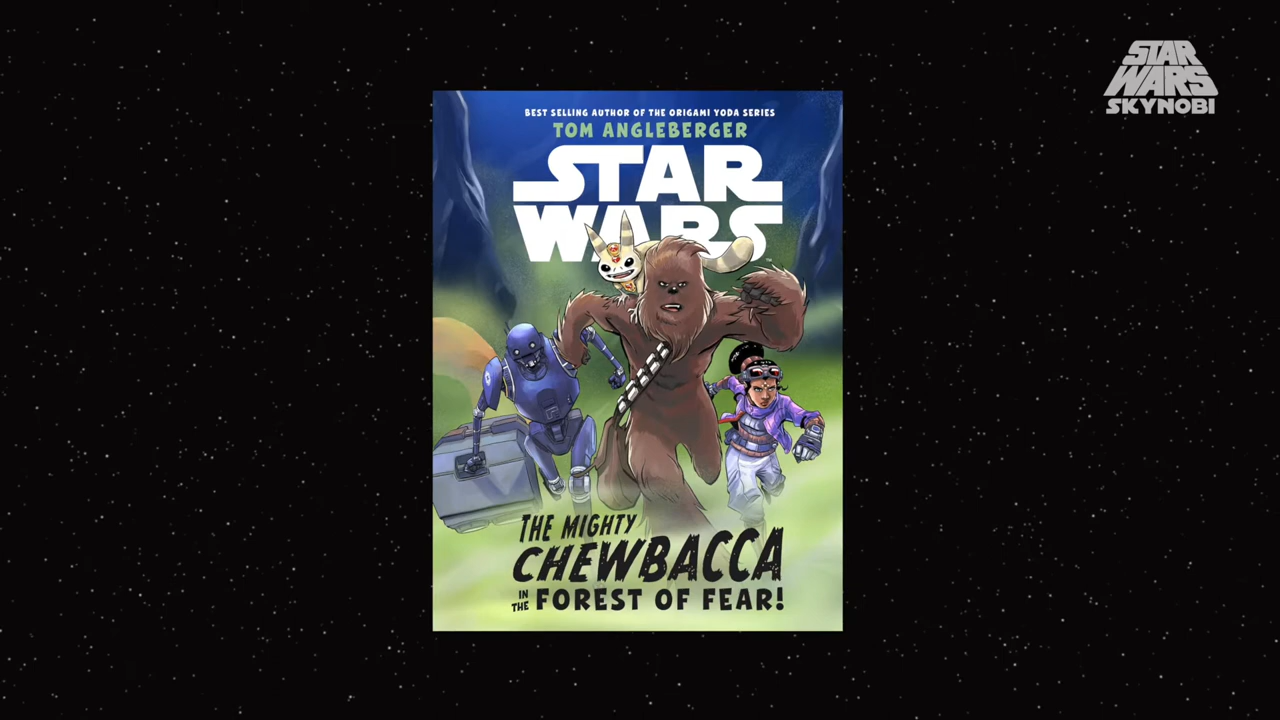 STAR
WARS
SKYNOBI
BEST SELLING AUTHOR OF THE ORIGAMI YODA SERIES
TOM ANGLEBERGER
STAR
WARS
THE MIGHTY
CHEWBACCA
IN THE FOREST OF FEAR!